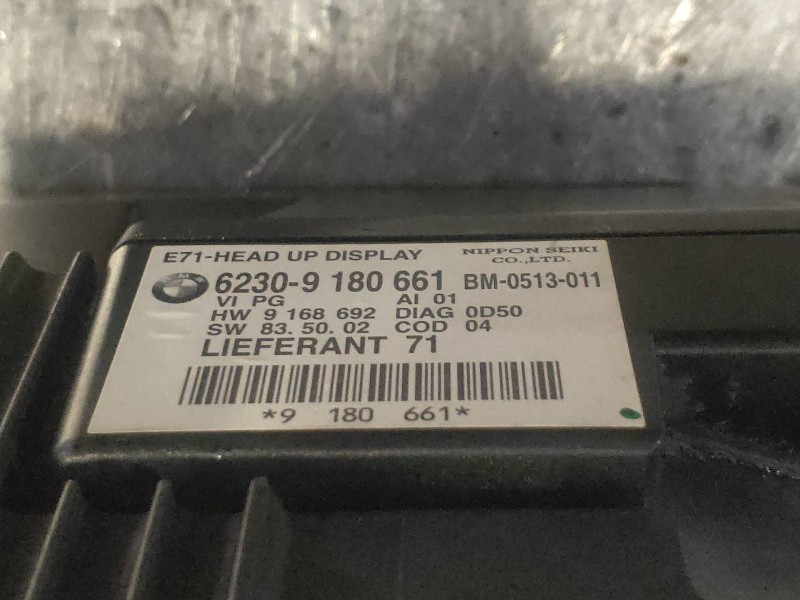 E71-HEAD UP DISPLAY NIPPON SEIKI CO.,LTD.
6230-9 180 661 BM-0513-011
VI PG AI 01
HW 9 168 692 DIAG 0D50
SW 83.50.02 COD 04
LIEFERANT 71
*9 180 661*